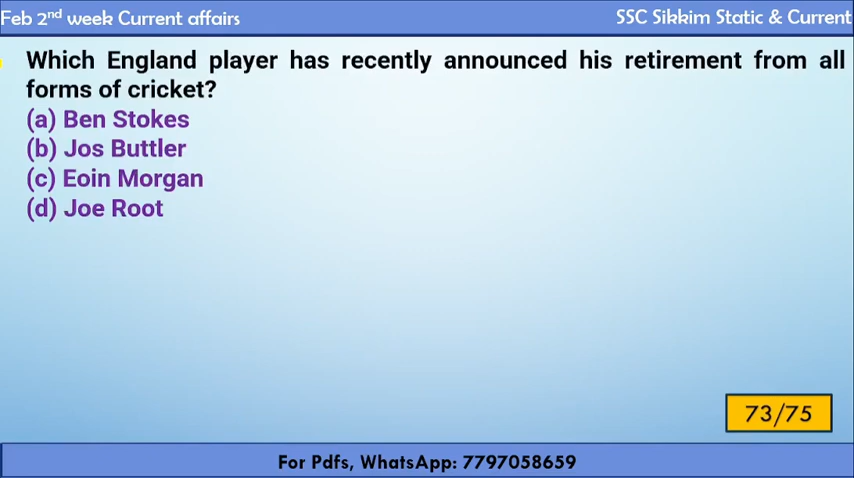 Feb 2nd week Current affairs
SSC Sikkim Static & Current
Which England player has recently announced his retirement from all
forms of cricket?
(a) Ben Stokes
(b) Jos Buttler
(c) Eoin Morgan
(d) Joe Root
73/75
For Pdfs, WhatsApp: 7797058659